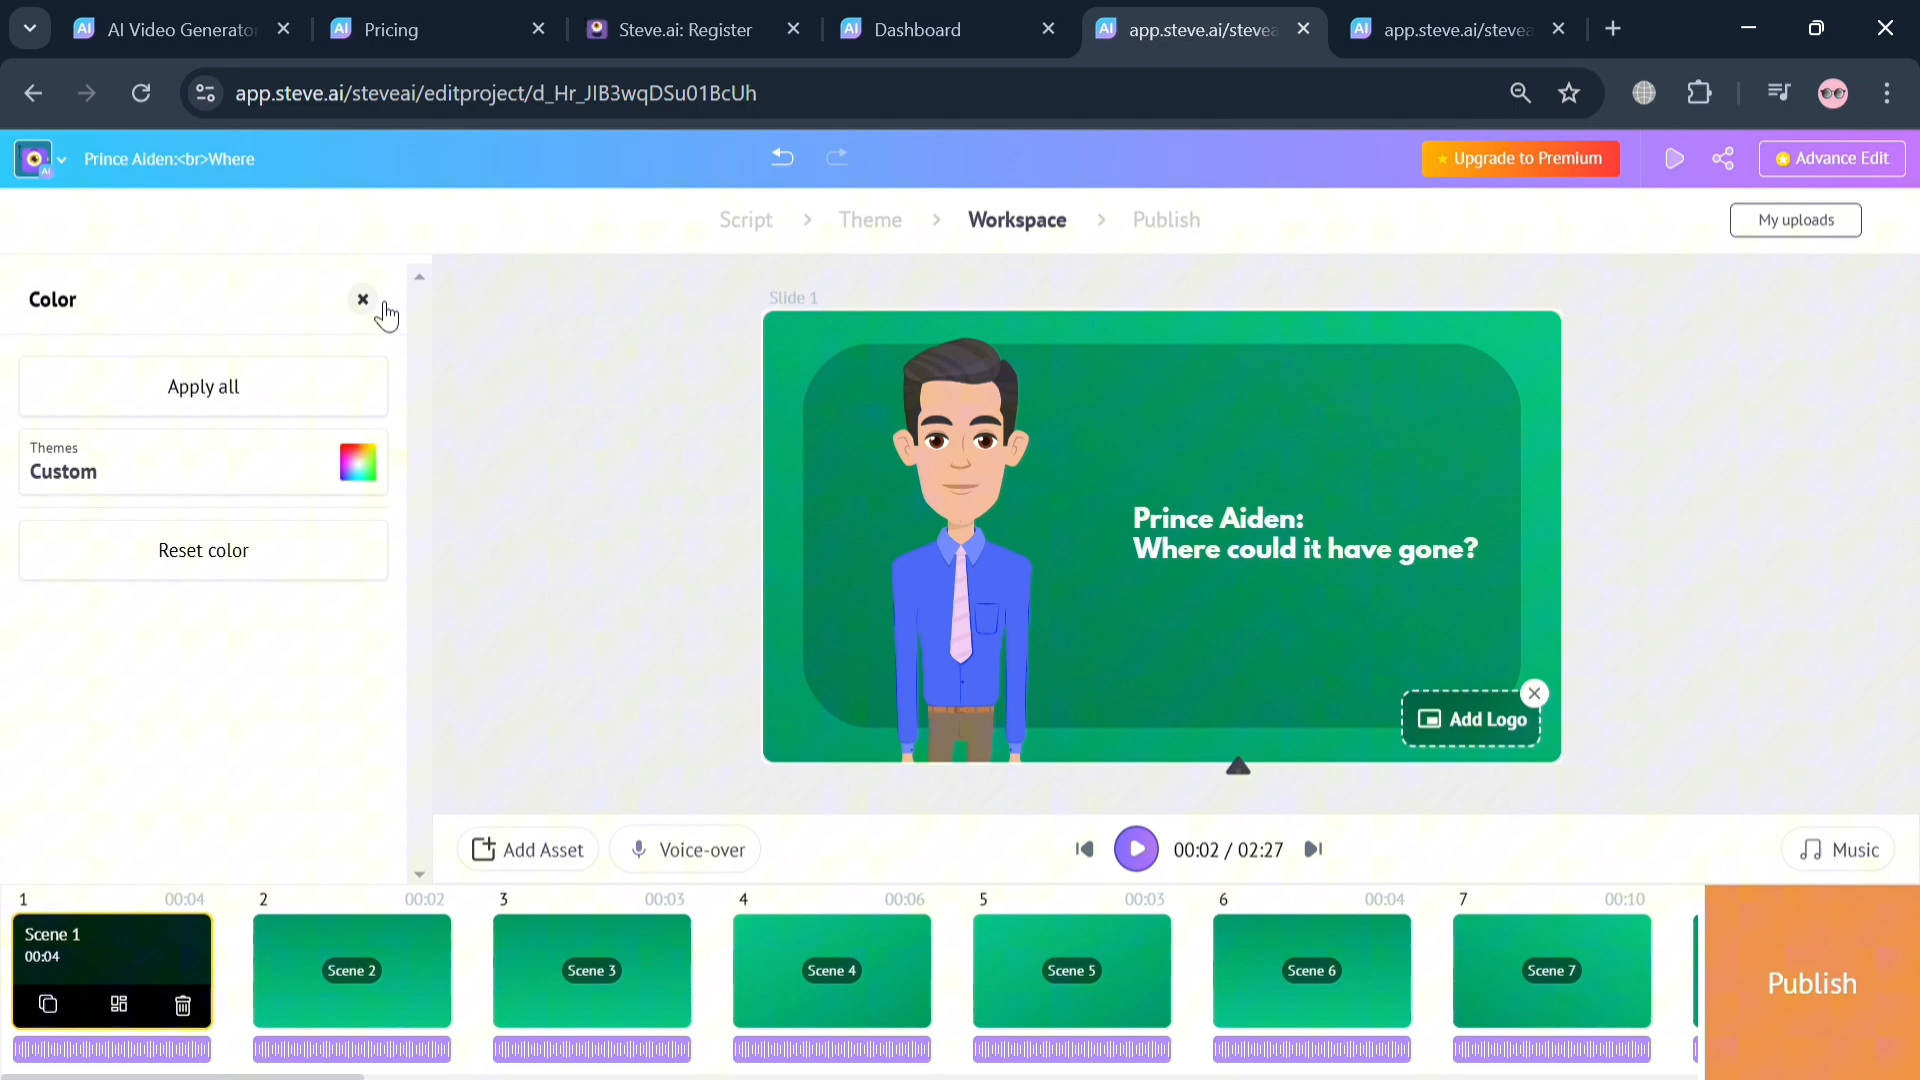 AI Video Generator
Pricing
Steve.ai: Register
Dashboard
app.steve.ai/stevea
app.steve.ai/stevea
app.steve.ai/steveai/editproject/d_Hr_JIB3wqDSu01BcUh
AI
Prince Aiden:<br>Where
Upgrade to Premium
Advance Edit
Script > Theme > Workspace > Publish
My uploads
Color
Apply all
Themes
Custom
Reset color
Slide 1
Prince Aiden:
Where could it have gone?
Add Logo
Add Asset
Voice-over
00:02 / 02:27
Music
1 00:04
2 00:02
3 00:03
4 00:06
5 00:03
6 00:04
7 00:10
Scene 1
00:04
Scene 2
Scene 3
Scene 4
Scene 5
Scene 6
Scene 7
Publish